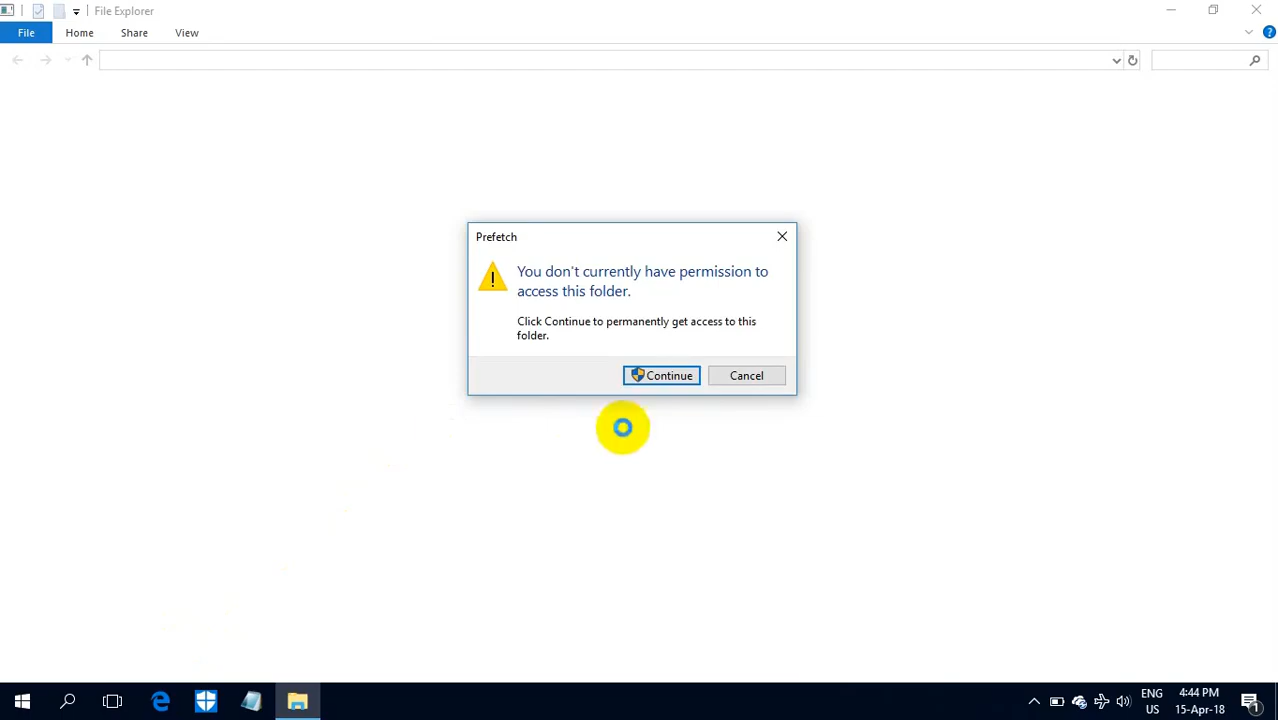 File Explorer
File Home Share View
Prefetch
You don't currently have permission to
access this folder.
Click Continue to permanently get access to this
folder.
Continue Cancel
ENG 4:44 PM
US 15-Apr-18
1